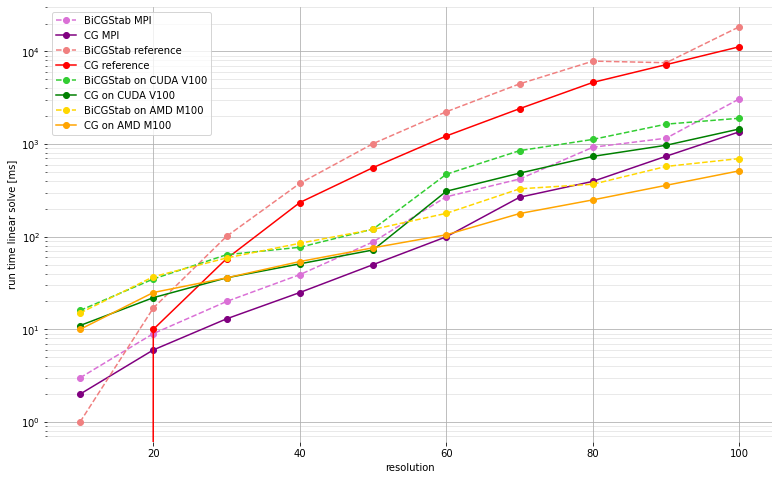 BiCGStab MPI
CG MPI
BiCGStab reference
CG reference
BiCGStab on CUDA V100
CG on CUDA V100
BiCGStab on AMD M100
CG on AMD M100
run time linear solve [ms]
10⁴
10³
10²
10¹
10⁰
20
40
60
80
100
resolution